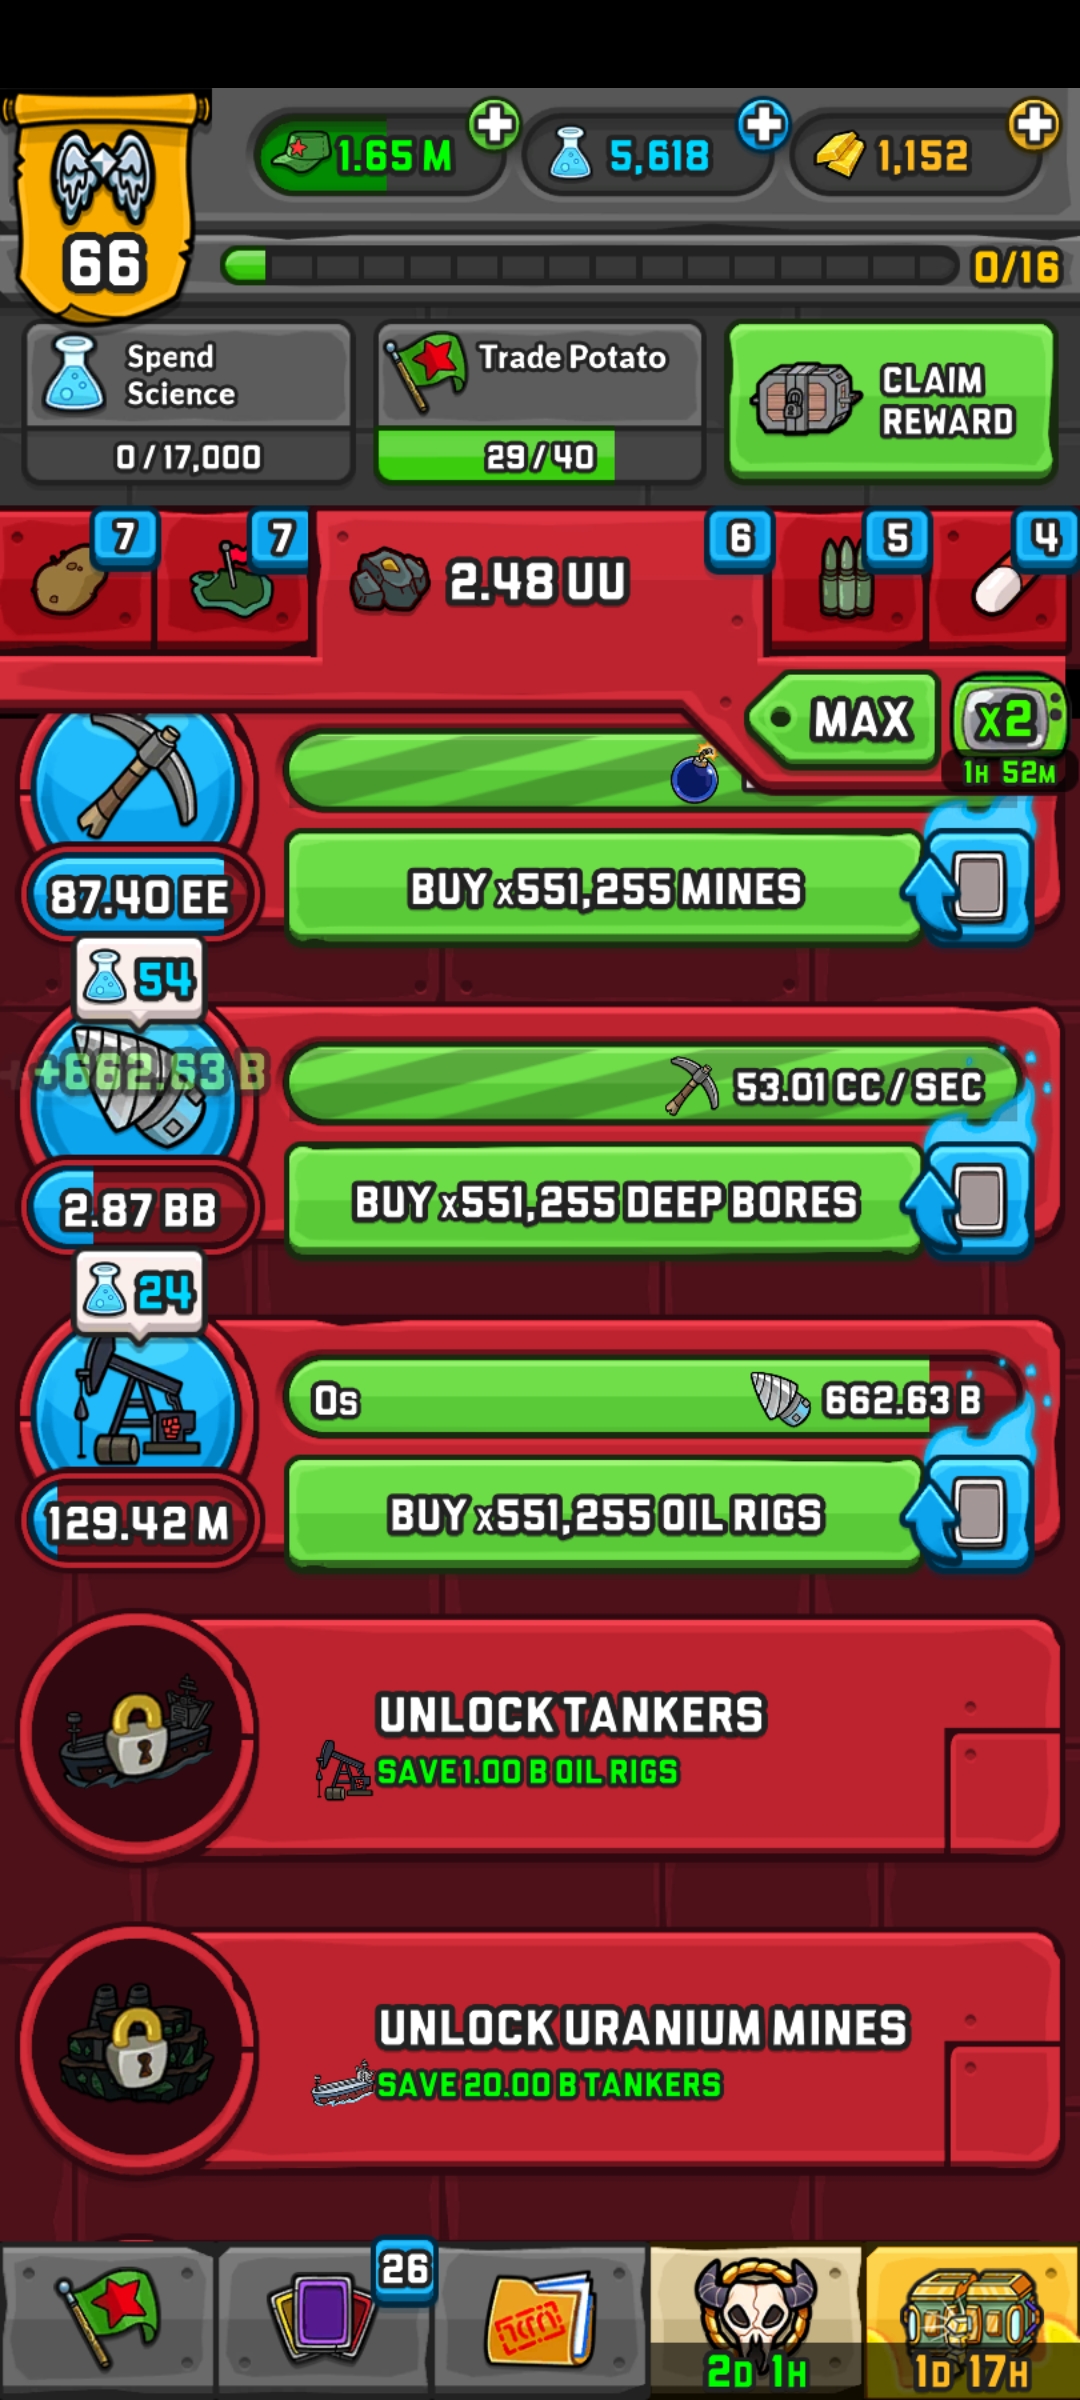 1.65 M
5,618
1,152
66
0/16
Spend
Science
0 / 17,000
Trade Potato
29 / 40
CLAIM
REWARD
7
7
2.48 UU
6
5
4
MAX
x2
1H 52M
87.40 EE
BUY x551,255 MINES
54
+662.63 B
53.01 CC / SEC
2.87 BB
BUY x551,255 DEEP BORES
24
0s
662.63 B
129.42 M
BUY x551,255 OIL RIGS
UNLOCK TANKERS
SAVE 1.00 B OIL RIGS
UNLOCK URANIUM MINES
SAVE 20.00 B TANKERS
26
2D 1H
1D 17H